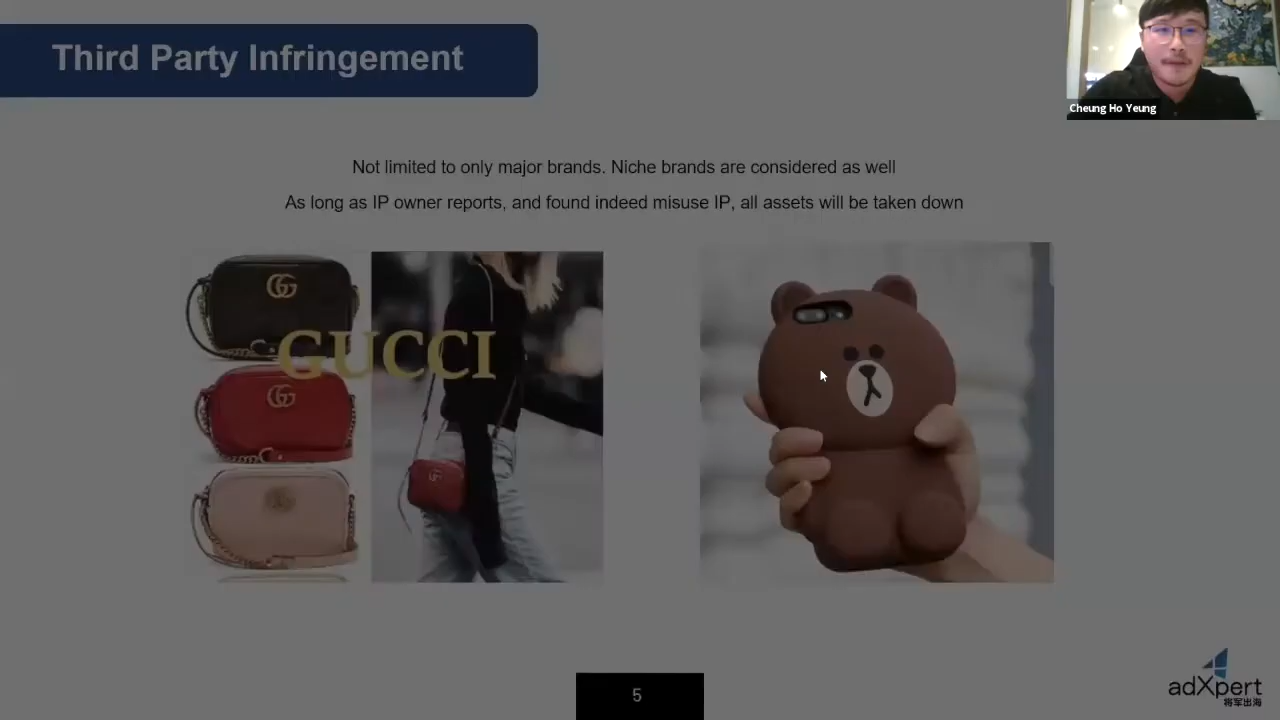 Third Party Infringement
Cheung Ho Yeung
Not limited to only major brands. Niche brands are considered as well
As long as IP owner reports, and found indeed misuse IP, all assets will be taken down
GUCCI
5
adXpert
将军出海